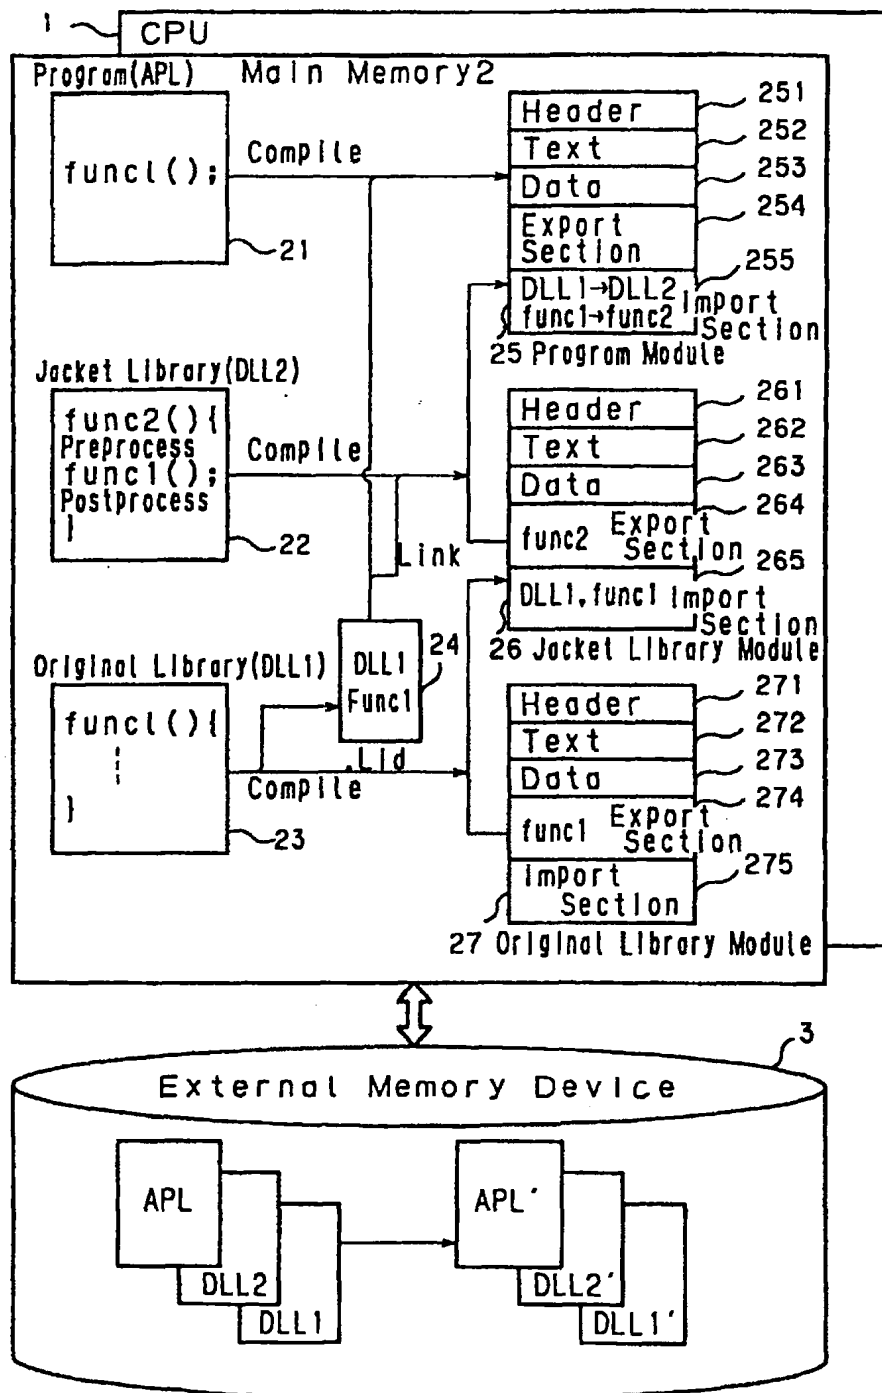 1
CPU
Program(APL)
Main Memory2
func1();
21
Compile
Header
251
Text
252
Data
253
Export
Section
254
DLL1→DLL2
func1→func2
Import
Section
255
25 Program Module
Jacket Library(DLL2)
func2(){
Preprocess
func1();
Postprocess
}
22
Compile
Link
Header
261
Text
262
Data
263
func2 Export
Section
264
DLL1,func1 Import
Section
265
26 Jacket Library Module
Original Library(DLL1)
func1(){
}
23
Compile
DLL1
Func1
24
.Lid
Header
271
Text
272
Data
273
func1 Export
Section
274
Import
Section
275
27 Original Library Module
3
External Memory Device
APL
DLL2
DLL1
APL′
DLL2′
DLL1′